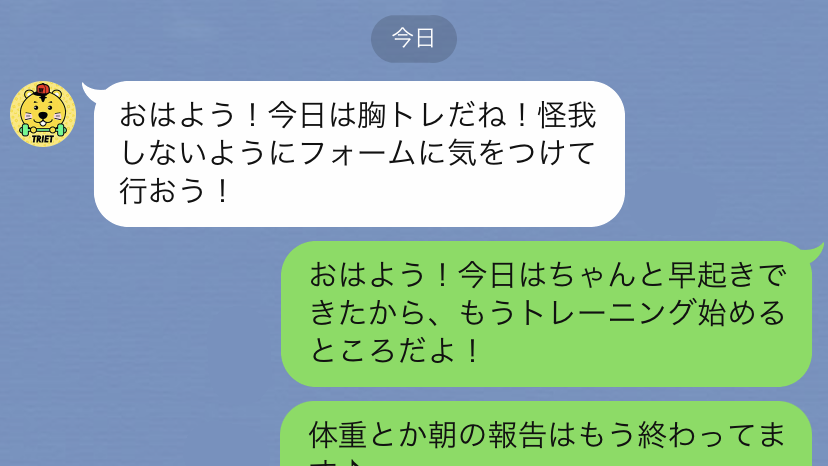 今日
おはよう！今日は胸トレだね！怪我
しないようにフォームに気をつけて
行おう！
TRIET
おはよう！今日はちゃんと早起きで
きたから、もうトレーニング始める
ところだよ！
体重とか朝の報告はもう終わってま